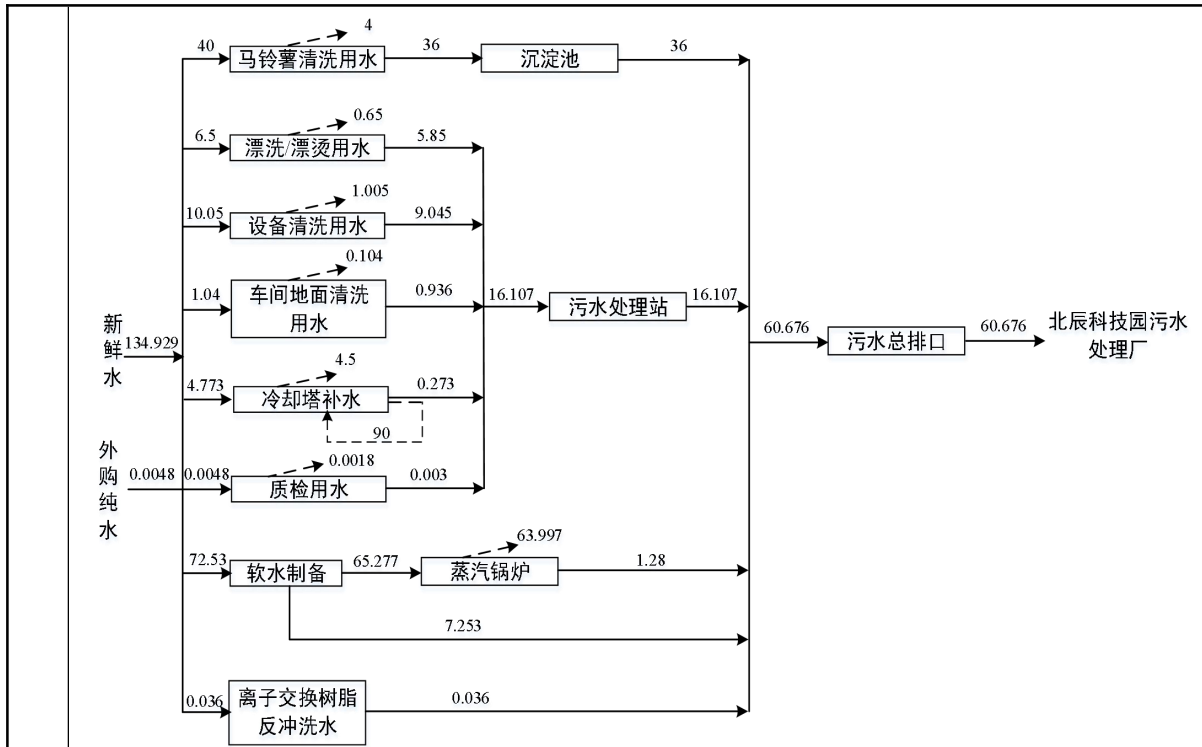 4
40
马铃薯清洗用水
36
沉淀池
36
0.65
6.5
漂洗/漂烫用水
5.85
1.005
10.05
设备清洗用水
9.045
0.104
1.04
车间地面清洗
用水
0.936
16.107
污水处理站
16.107
新鲜水
134.929
60.676
污水总排口
60.676
北辰科技园污水
处理厂
4.5
4.773
冷却塔补水
0.273
90
外购纯水
0.0048
0.0048
0.0018
质检用水
0.003
63.997
72.53
软水制备
65.277
蒸汽锅炉
1.28
7.253
0.036
离子交换树脂
反冲洗水
0.036